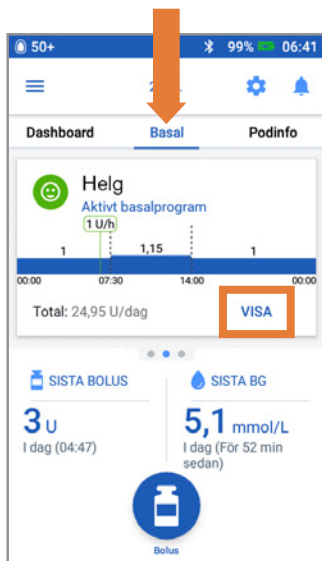 50+ 99% 06:41
Dashboard Basal Podinfo
Helg
Aktivt basalprogram
1 U/h
1 1,15 1
00:00 07:30 14:00 00:00
Total: 24,95 U/dag VISA
SISTA BOLUS SISTA BG
3 U 5,1 mmol/L
I dag (04:47) I dag (För 52 min
sedan)
Bolus